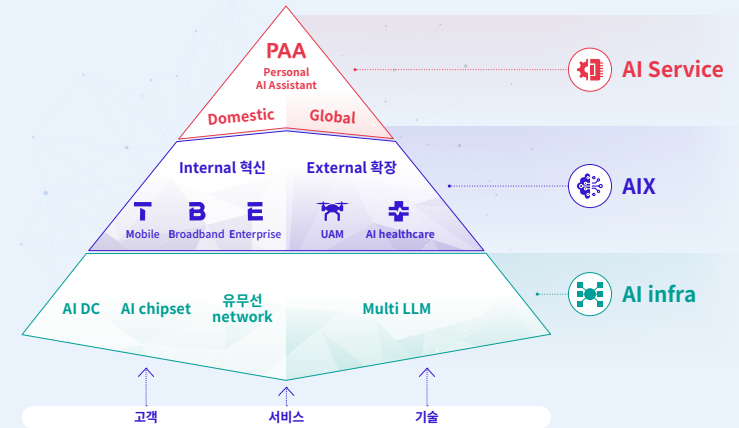 PAA
Personal
AI Assistant
Domestic
Global
AI Service
Internal 혁신
External 확장
T
B
E
Mobile
Broadband
Enterprise
UAM
AI healthcare
AIX
AI DC
AI chipset
유무선
network
Multi LLM
AI infra
고객
서비스
기술